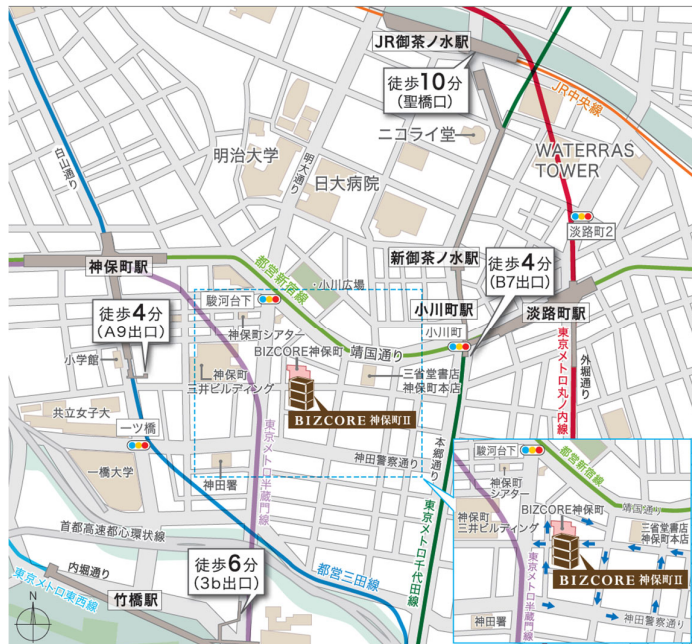 JR御茶ノ水駅
徒歩10分
(聖橋口)
JR中央線
ニコライ堂
明治大学
明大通り
日大病院
WATERRAS
TOWER
白山通り
淡路町2
新御茶ノ水駅
徒歩4分
(B7出口)
神保町駅
都営新宿線
小川広場
駿河台下
小川町駅
淡路町駅
徒歩4分
(A9出口)
神保町シアター
小川町
BIZCORE神保町
靖国通り
小学館
神保町
三井ビルディング
三省堂書店
神保町本店
東京メトロ丸ノ内線
外堀通り
BIZCORE 神保町II
共立女子大
一ツ橋
東京メトロ半蔵門線
本郷通り
神田警察通り
一橋大学
神田署
東京メトロ千代田線
首都高速都心環状線
徒歩6分
(3b出口)
都営三田線
内堀通り
東京メトロ東西線
竹橋駅
N
駿河台下
都営新宿線
神保町
シアター
BIZCORE神保町
靖国通り
神保町
三井ビルディング
三省堂書店
神保町本店
東京メトロ半蔵門線
BIZCORE 神保町II
神田署
神田警察通り